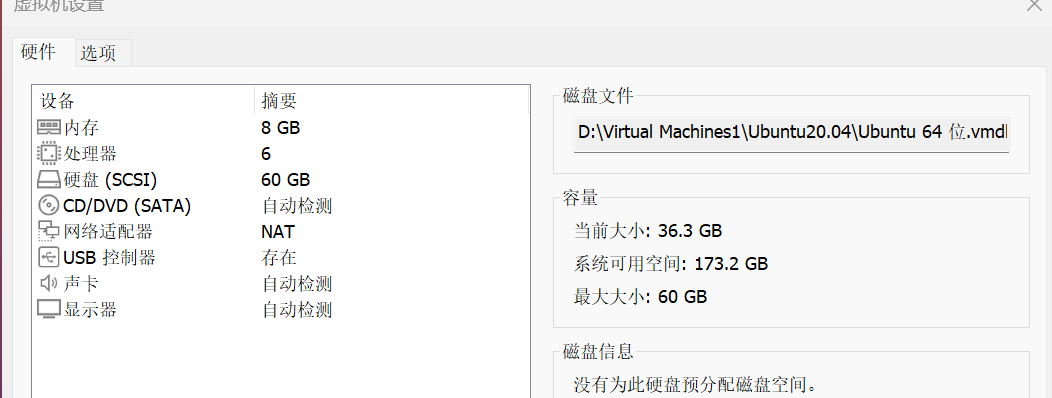 虚拟机设置
硬件 选项
设备 摘要
内存 8 GB
处理器 6
硬盘 (SCSI) 60 GB
CD/DVD (SATA) 自动检测
网络适配器 NAT
USB 控制器 存在
声卡 自动检测
显示器 自动检测
磁盘文件
D:\Virtual Machines1\Ubuntu20.04\Ubuntu 64 位.vmd
容量
当前大小: 36.3 GB
系统可用空间: 173.2 GB
最大大小: 60 GB
磁盘信息
没有为此硬盘预分配磁盘空间。